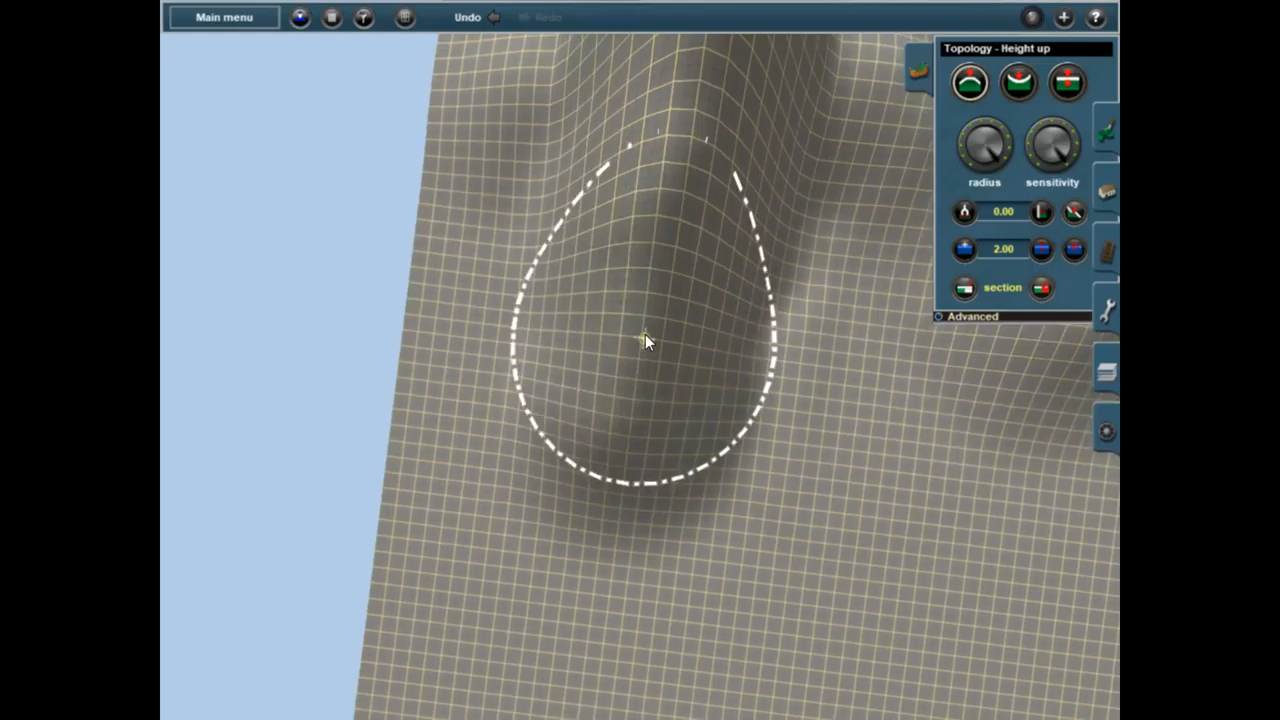 Main menu
Undo
Redo
Topology - Height up
radius
sensitivity
0.00
2.00
section
Advanced